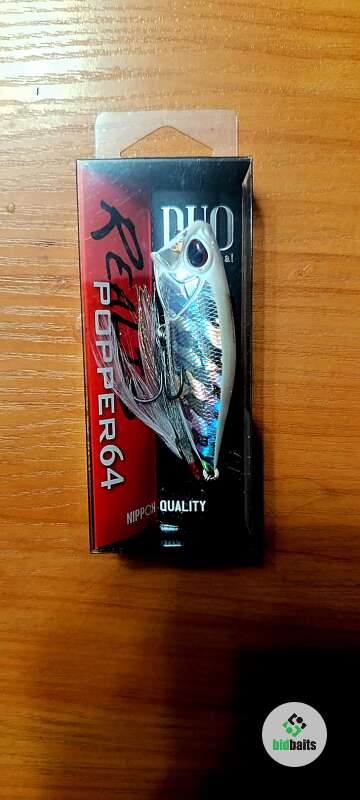 DUO
REALIS
POPPER64
NIPPON QUALITY
bidbaits